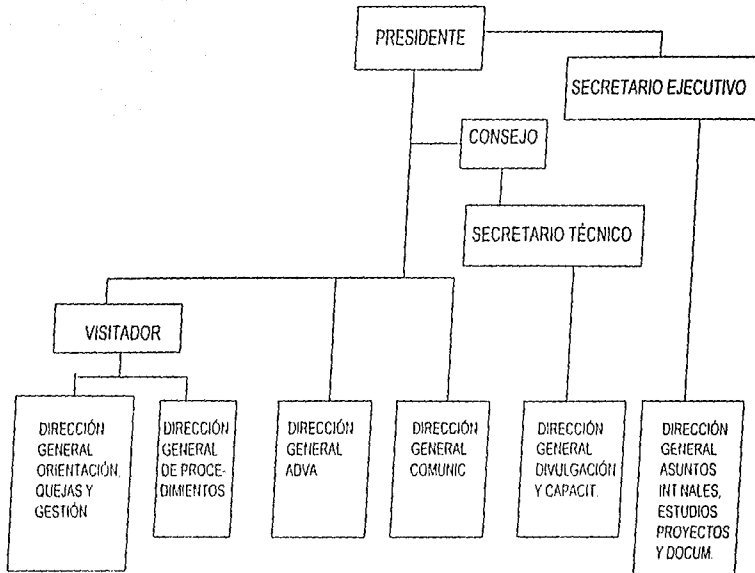 PRESIDENTE
SECRETARIO EJECUTIVO
CONSEJO
SECRETARIO TÉCNICO
VISITADOR
DIRECCIÓN
GENERAL
ORIENTACIÓN,
QUEJAS Y
GESTIÓN
DIRECCIÓN
GENERAL
DE PROCE-
DIMIENTOS
DIRECCIÓN
GENERAL
ADVA
DIRECCIÓN
GENERAL
COMUNIC
DIRECCIÓN
GENERAL
DIVULGACIÓN
Y CAPACIT.
DIRECCIÓN
GENERAL
ASUNTOS
INT NALES,
ESTUDIOS
PROYECTOS
Y DOCUM.